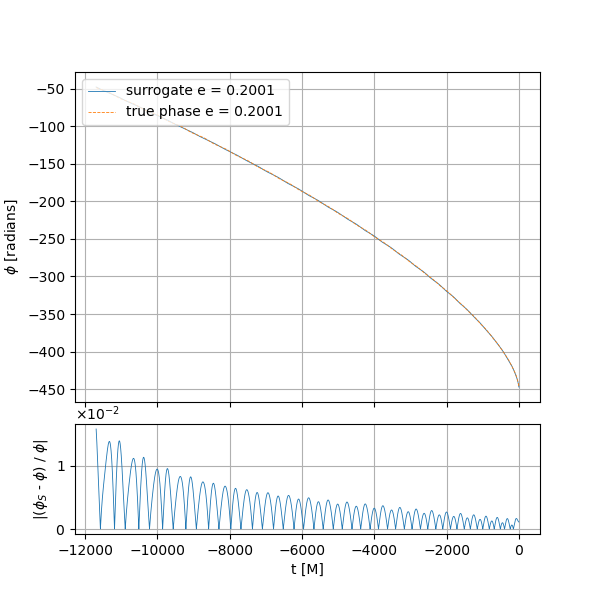 surrogate e = 0.2001
true phase e = 0.2001
−50
−100
−150
−200
−250
−300
−350
−400
−450
ϕ [radians]
×10⁻²
1
0
|(ϕ_S - ϕ) / ϕ|
−12000 −10000 −8000 −6000 −4000 −2000 0
t [M]